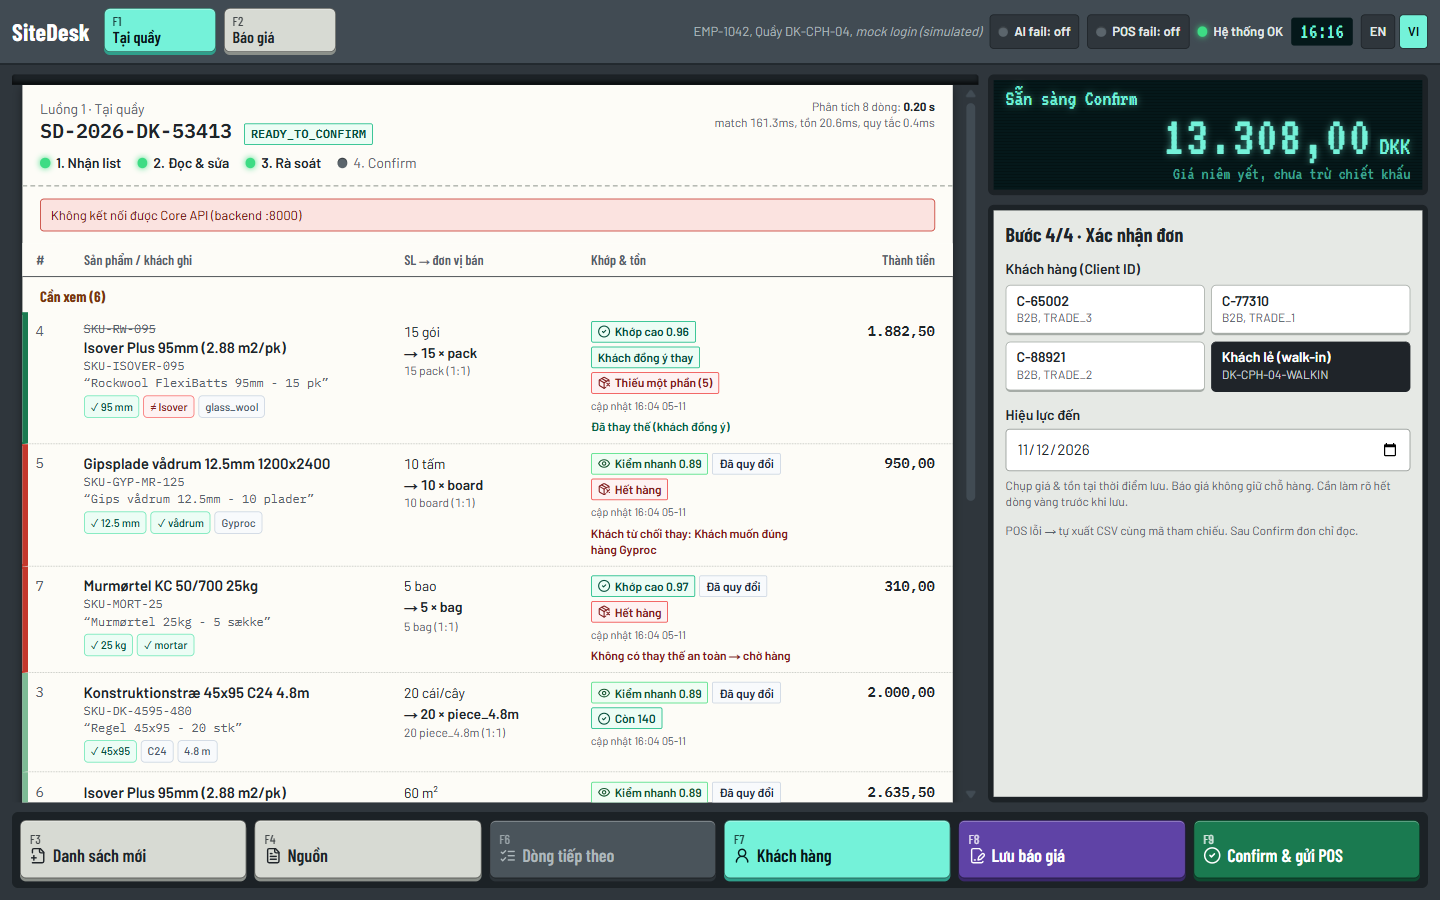 SiteDesk
F1
Tại quầy
F2
Báo giá
EMP-1042, Quầy DK-CPH-04, mock login (simulated)
AI fail: off
POS fail: off
Hệ thống OK
16:16
EN
VI
Luồng 1 · Tại quầy
SD-2026-DK-53413
READY_TO_CONFIRM
Phân tích 8 dòng: 0.20 s
match 161.3ms, tồn 20.6ms, quy tắc 0.4ms
1. Nhận list
2. Đọc & sửa
3. Rà soát
4. Confirm
Không kết nối được Core API (backend :8000)
# Sản phẩm / khách ghi SL → đơn vị bán Khớp & tồn Thành tiền
Cần xem (6)
4
SKU-RW-095
Isover Plus 95mm (2.88 m2/pk)
SKU-ISOVER-095
“Rockwool FlexiBatts 95mm - 15 pk”
✓ 95 mm
≠ Isover
glass_wool
15 gói
→ 15 × pack
15 pack (1:1)
Khớp cao 0.96
Khách đồng ý thay
Thiếu một phần (5)
cập nhật 16:04 05-11
Đã thay thế (khách đồng ý)
1.882,50
5
Gipsplade vådrum 12.5mm 1200x2400
SKU-GYP-MR-125
“Gips vådrum 12.5mm - 10 plader”
✓ 12.5 mm
✓ vådrum
Gyproc
10 tấm
→ 10 × board
10 board (1:1)
Kiểm nhanh 0.89
Đã quy đổi
Hết hàng
cập nhật 16:04 05-11
Khách từ chối thay: Khách muốn đúng
hàng Gyproc
950,00
7
Murmørtel KC 50/700 25kg
SKU-MORT-25
“Murmørtel 25kg - 5 sække”
✓ 25 kg
✓ mortar
5 bao
→ 5 × bag
5 bag (1:1)
Khớp cao 0.97
Đã quy đổi
Hết hàng
cập nhật 16:04 05-11
Không có thay thế an toàn → chờ hàng
310,00
3
Konstruktionstræ 45x95 C24 4.8m
SKU-DK-4595-480
“Regel 45x95 - 20 stk”
✓ 45x95
C24
4.8 m
20 cái/cây
→ 20 × piece_4.8m
20 piece_4.8m (1:1)
Kiểm nhanh 0.89
Đã quy đổi
Còn 140
cập nhật 16:04 05-11
2.000,00
6
Isover Plus 95mm (2.88 m2/pk)
60 m²
Kiểm nhanh 0.89
Đã quy đổi
2.635,50
Sẵn sàng Confirm
13.308,00 DKK
Giá niêm yết, chưa trừ chiết khấu
Bước 4/4 · Xác nhận đơn
Khách hàng (Client ID)
C-65002
B2B, TRADE_3
C-77310
B2B, TRADE_1
C-88921
B2B, TRADE_2
Khách lẻ (walk-in)
DK-CPH-04-WALKIN
Hiệu lực đến
11/12/2026
Chụp giá & tồn tại thời điểm lưu. Báo giá không giữ chỗ hàng. Cần làm rõ hết
dòng vàng trước khi lưu.
POS lỗi → tự xuất CSV cùng mã tham chiếu. Sau Confirm đơn chỉ đọc.
F3
Danh sách mới
F4
Nguồn
F6
Dòng tiếp theo
F7
Khách hàng
F8
Lưu báo giá
F9
Confirm & gửi POS